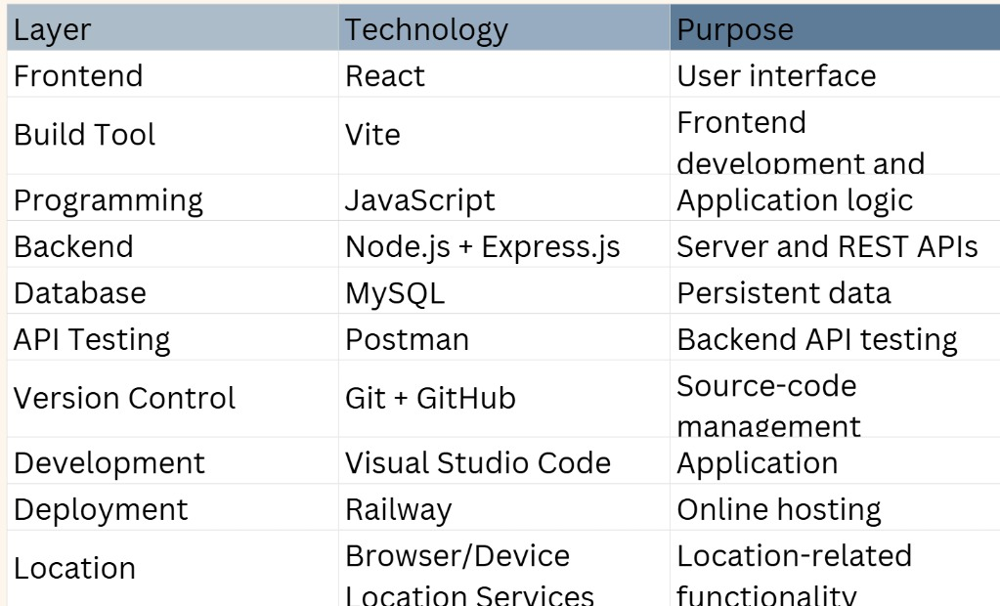 Layer Technology Purpose
Frontend React User interface
Build Tool Vite Frontend
development and
Programming JavaScript Application logic
Backend Node.js + Express.js Server and REST APIs
Database MySQL Persistent data
API Testing Postman Backend API testing
Version Control Git + GitHub Source-code
management
Development Visual Studio Code Application
Deployment Railway Online hosting
Location Browser/Device Location-related
Location Services functionality